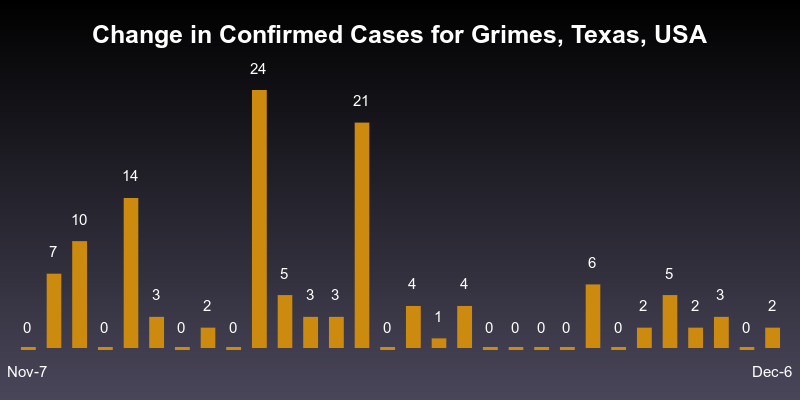 Change in Confirmed Cases for Grimes, Texas, USA
0 7 10 0 14 3 0 2 0 24 5 3 3 21 0 4 1 4 0 0 0 0 6 0 2 5 2 3 0 2
Nov-7 Dec-6